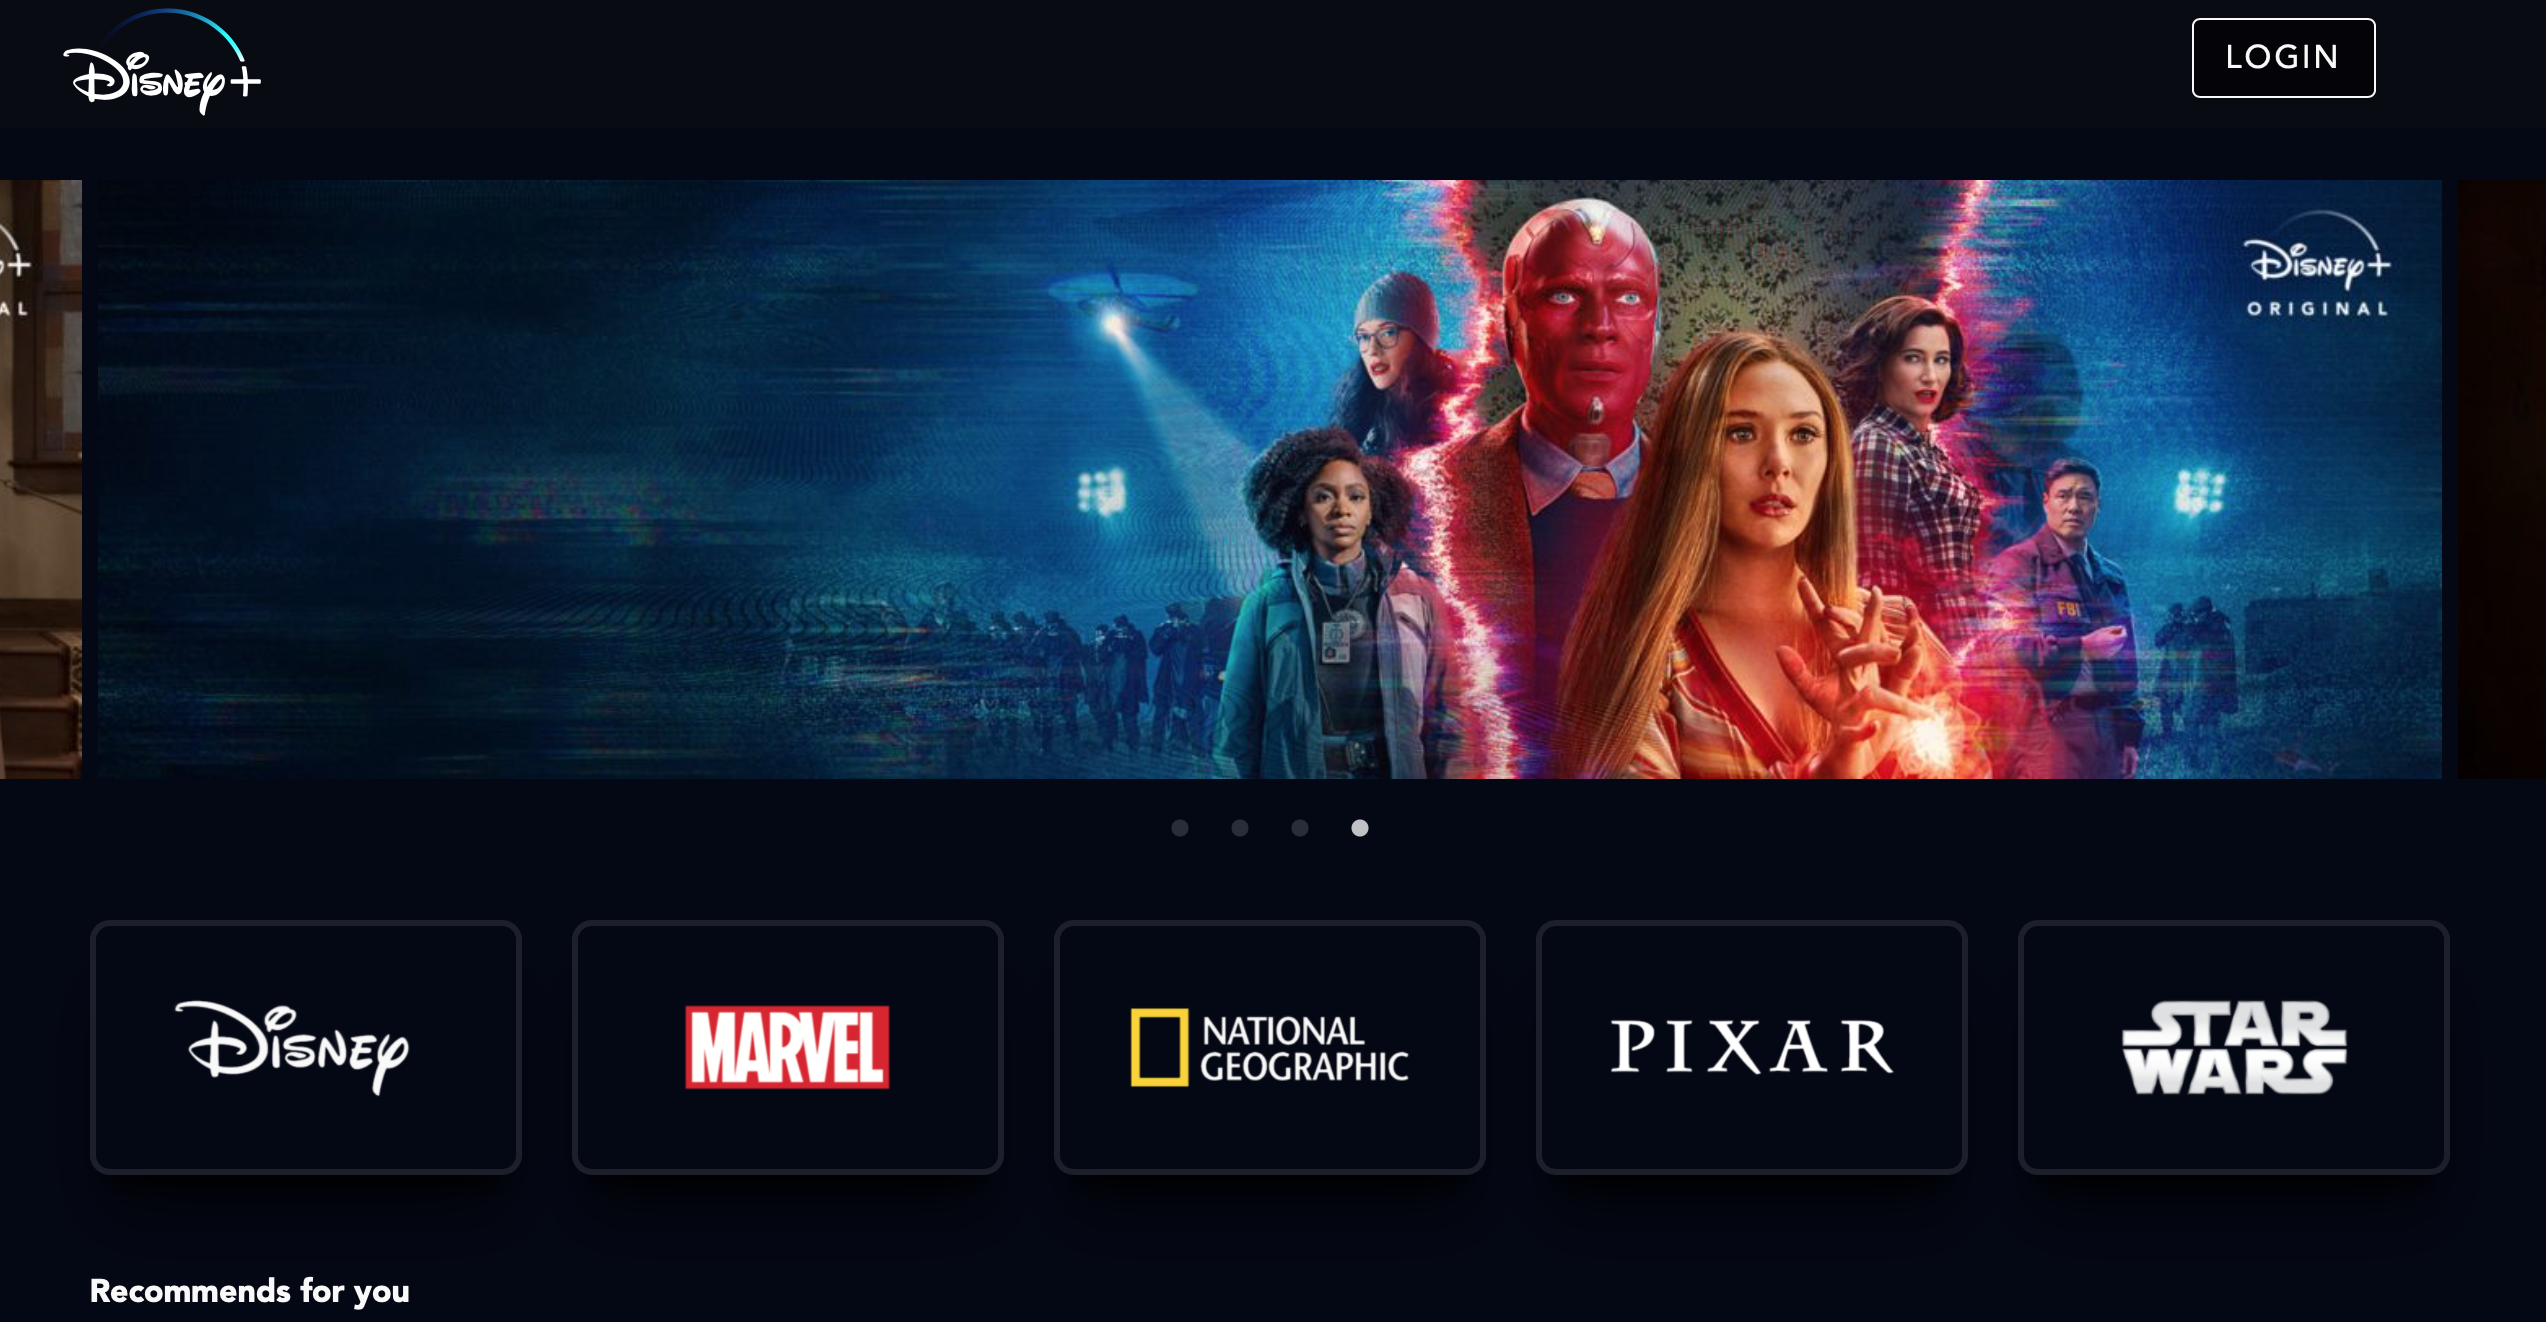 Disney+
LOGIN
Disney+
ORIGINAL
AL
FBI
Disney
MARVEL
NATIONAL
GEOGRAPHIC
PIXAR
STAR
WARS
Recommends for you